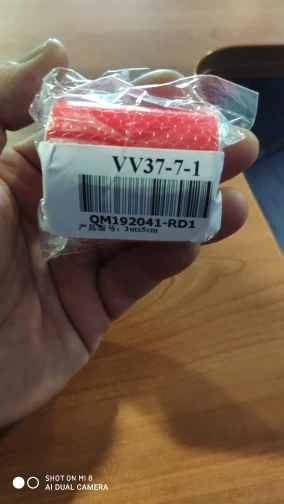 VV37-7-1
QM192041-RD1
产品型号: 3mx5cm
SHOT ON MI 8
AI DUAL CAMERA